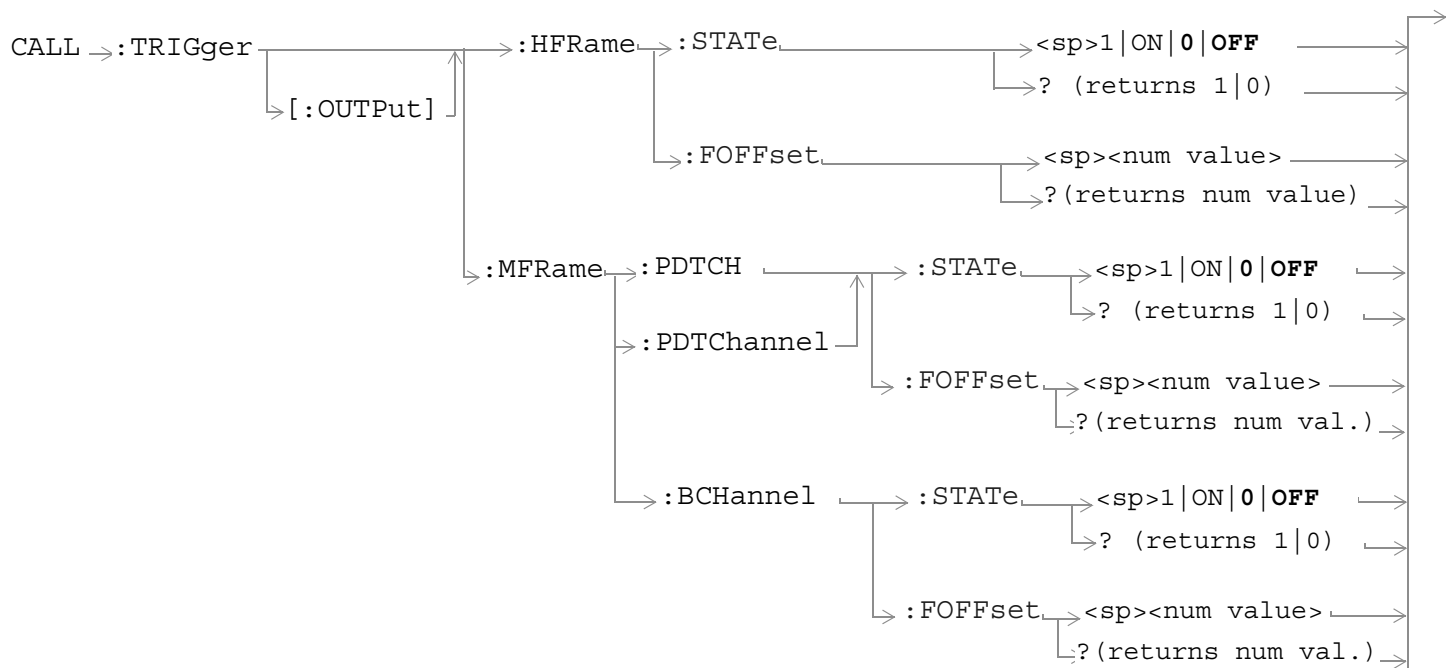 CALL :TRIGger :HFRame :STATe <sp>1|ON|0|OFF
? (returns 1|0)
[:OUTPut]
:FOFFset <sp><num value>
?(returns num value)
:MFRame :PDTCH :STATe <sp>1|ON|0|OFF
? (returns 1|0)
:PDTChannel
:FOFFset <sp><num value>
?(returns num val.)
:BCHannel :STATe <sp>1|ON|0|OFF
? (returns 1|0)
:FOFFset <sp><num value>
?(returns num val.)